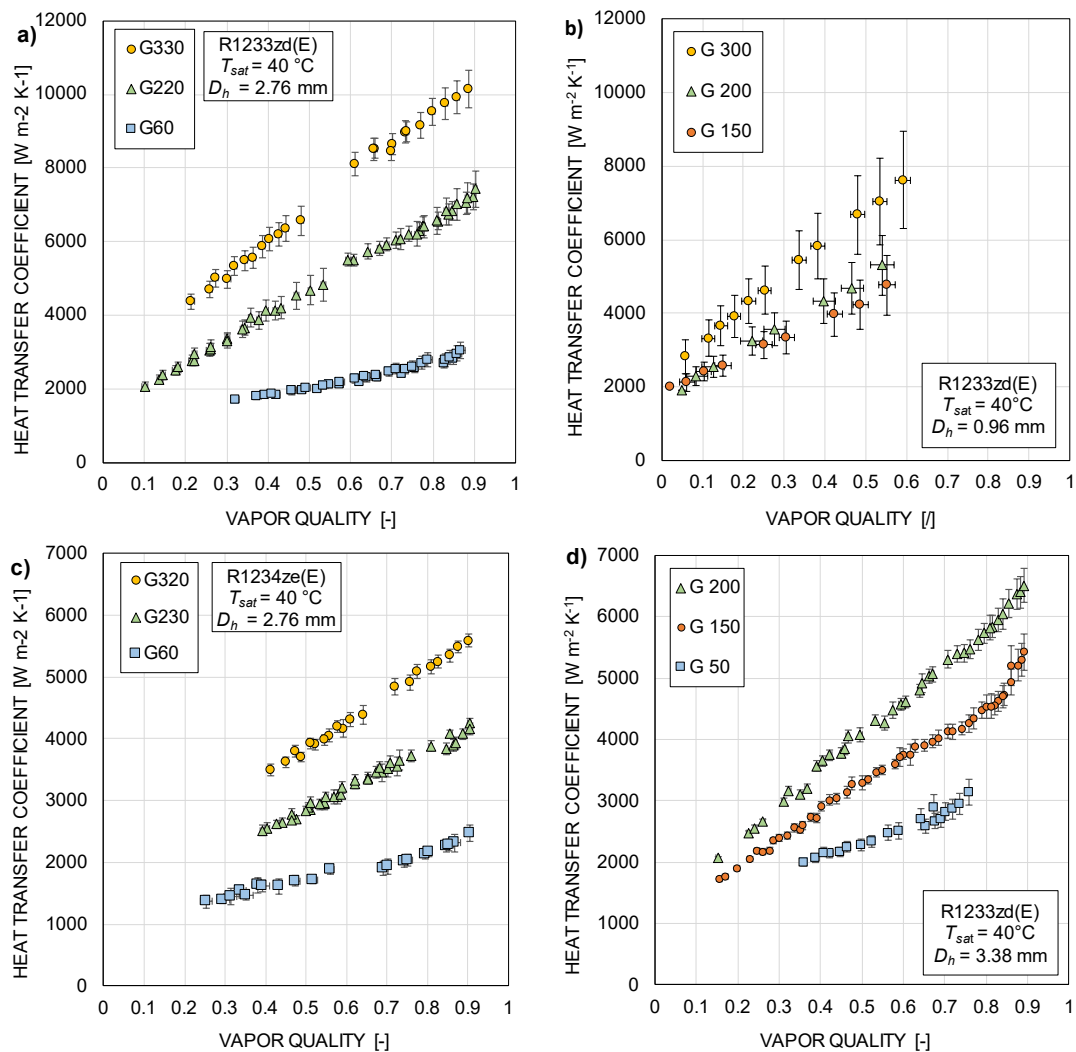 a)
HEAT TRANSFER COEFFICIENT [W m-2 K-1]
12000
10000
8000
6000
4000
2000
0
G330
G220
G60
R1233zd(E)
Tsat = 40 °C
Dh = 2.76 mm
0 0.1 0.2 0.3 0.4 0.5 0.6 0.7 0.8 0.9 1
VAPOR QUALITY [-]
b)
HEAT TRANSFER COEFFICIENT [W m⁻² K⁻¹]
12000
10000
8000
6000
4000
2000
0
G 300
G 200
G 150
R1233zd(E)
Tsat = 40°C
Dh = 0.96 mm
0 0.1 0.2 0.3 0.4 0.5 0.6 0.7 0.8 0.9 1
VAPOR QUALITY [/]
c)
HEAT TRANSFER COEFFICIENT [W m-2 K-1]
7000
6000
5000
4000
3000
2000
1000
0
G320
G230
G60
R1234ze(E)
Tsat = 40 °C
Dh = 2.76 mm
0 0.1 0.2 0.3 0.4 0.5 0.6 0.7 0.8 0.9 1
VAPOR QUALITY [-]
d)
HEAT TRANSFER COEFFICIENT [W m⁻² K⁻¹]
7000
6000
5000
4000
3000
2000
1000
0
G 200
G 150
G 50
R1233zd(E)
Tsat = 40°C
Dh = 3.38 mm
0 0.1 0.2 0.3 0.4 0.5 0.6 0.7 0.8 0.9 1
VAPOR QUALITY [-]